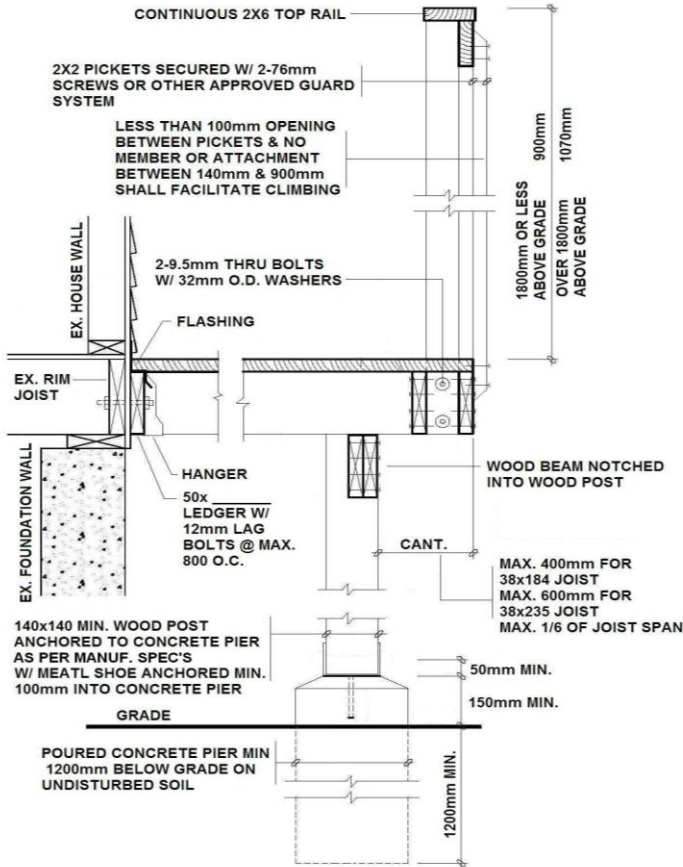 CONTINUOUS 2X6 TOP RAIL
2X2 PICKETS SECURED W/ 2-76mm
SCREWS OR OTHER APPROVED GUARD
SYSTEM
LESS THAN 100mm OPENING
BETWEEN PICKETS & NO
MEMBER OR ATTACHMENT
BETWEEN 140mm & 900mm
SHALL FACILITATE CLIMBING
1800mm OR LESS
ABOVE GRADE
900mm
OVER 1800mm
ABOVE GRADE
1070mm
EX. HOUSE WALL
2-9.5mm THRU BOLTS
W/ 32mm O.D. WASHERS
FLASHING
EX. RIM
JOIST
HANGER
50x ______
LEDGER W/
12mm LAG
BOLTS @ MAX.
800 O.C.
EX. FOUNDATION WALL
WOOD BEAM NOTCHED
INTO WOOD POST
CANT.
MAX. 400mm FOR
38x184 JOIST
MAX. 600mm FOR
38x235 JOIST
MAX. 1/6 OF JOIST SPAN
140x140 MIN. WOOD POST
ANCHORED TO CONCRETE PIER
AS PER MANUF. SPEC'S
W/ MEATL SHOE ANCHORED MIN.
100mm INTO CONCRETE PIER
50mm MIN.
150mm MIN.
GRADE
POURED CONCRETE PIER MIN
1200mm BELOW GRADE ON
UNDISTURBED SOIL
1200mm MIN.